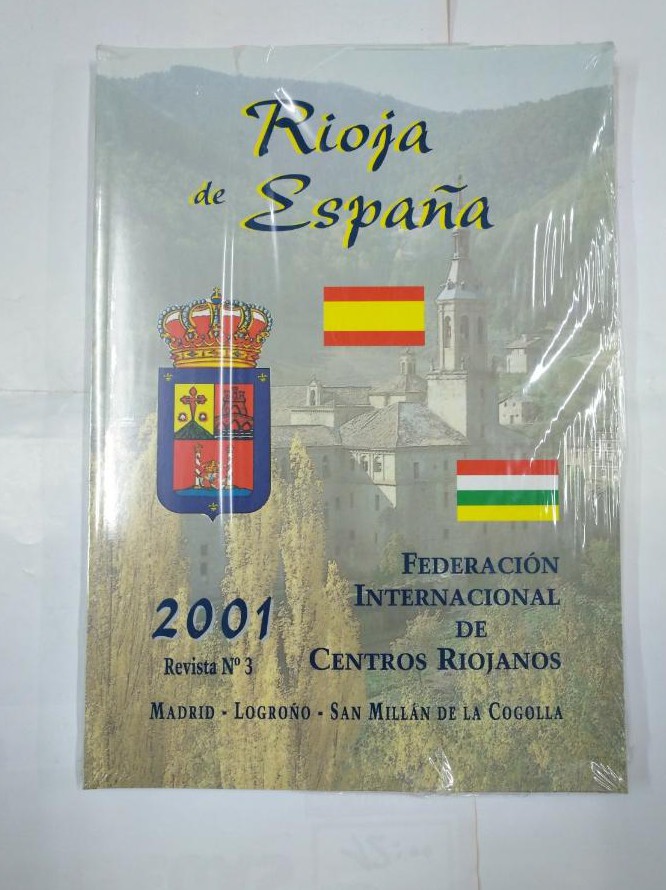 Rioja
de España
2001
Revista Nº 3
FEDERACIÓN
INTERNACIONAL
DE
CENTROS RIOJANOS
MADRID - LOGROÑO - SAN MILLÁN DE LA COGOLLA